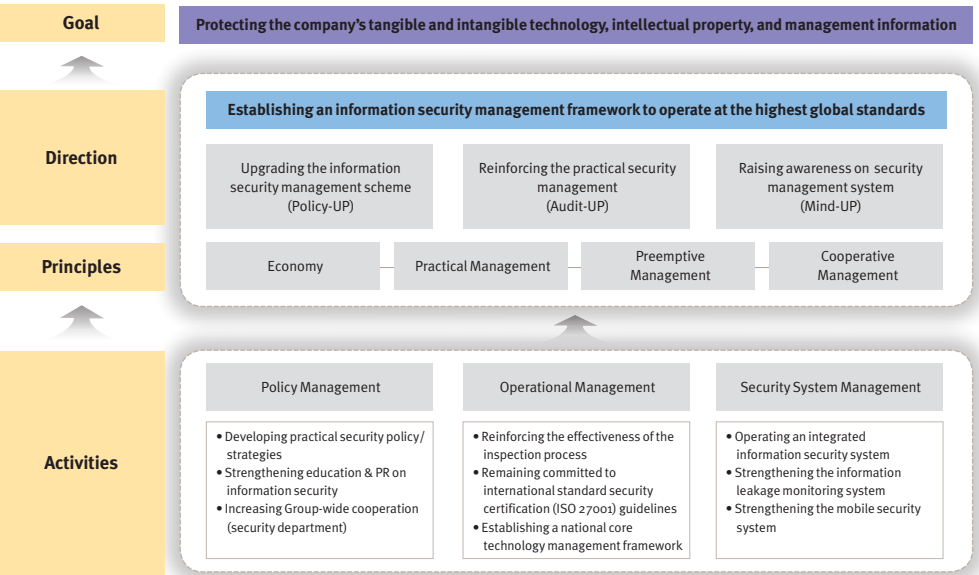 Goal
Protecting the company's tangible and intangible technology, intellectual property, and management information
Direction
Establishing an information security management framework to operate at the highest global standards
Upgrading the information
security management scheme
(Policy-UP)
Reinforcing the practical security
management
(Audit-UP)
Raising awareness on security
management system
(Mind-UP)
Principles
Economy
Practical Management
Preemptive
Management
Cooperative
Management
Activities
Policy Management
• Developing practical security policy/
strategies
• Strengthening education & PR on
information security
• Increasing Group-wide cooperation
(security department)
Operational Management
• Reinforcing the effectiveness of the
inspection process
• Remaining committed to
international standard security
certification (ISO 27001) guidelines
• Establishing a national core
technology management framework
Security System Management
• Operating an integrated
information security system
• Strengthening the information
leakage monitoring system
• Strengthening the mobile security
system